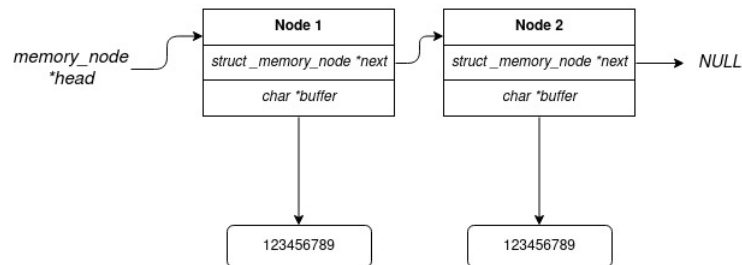 Node 1
Node 2
memory_node
*head
struct _memory_node *next
struct _memory_node *next
NULL
char *buffer
char *buffer
123456789
123456789